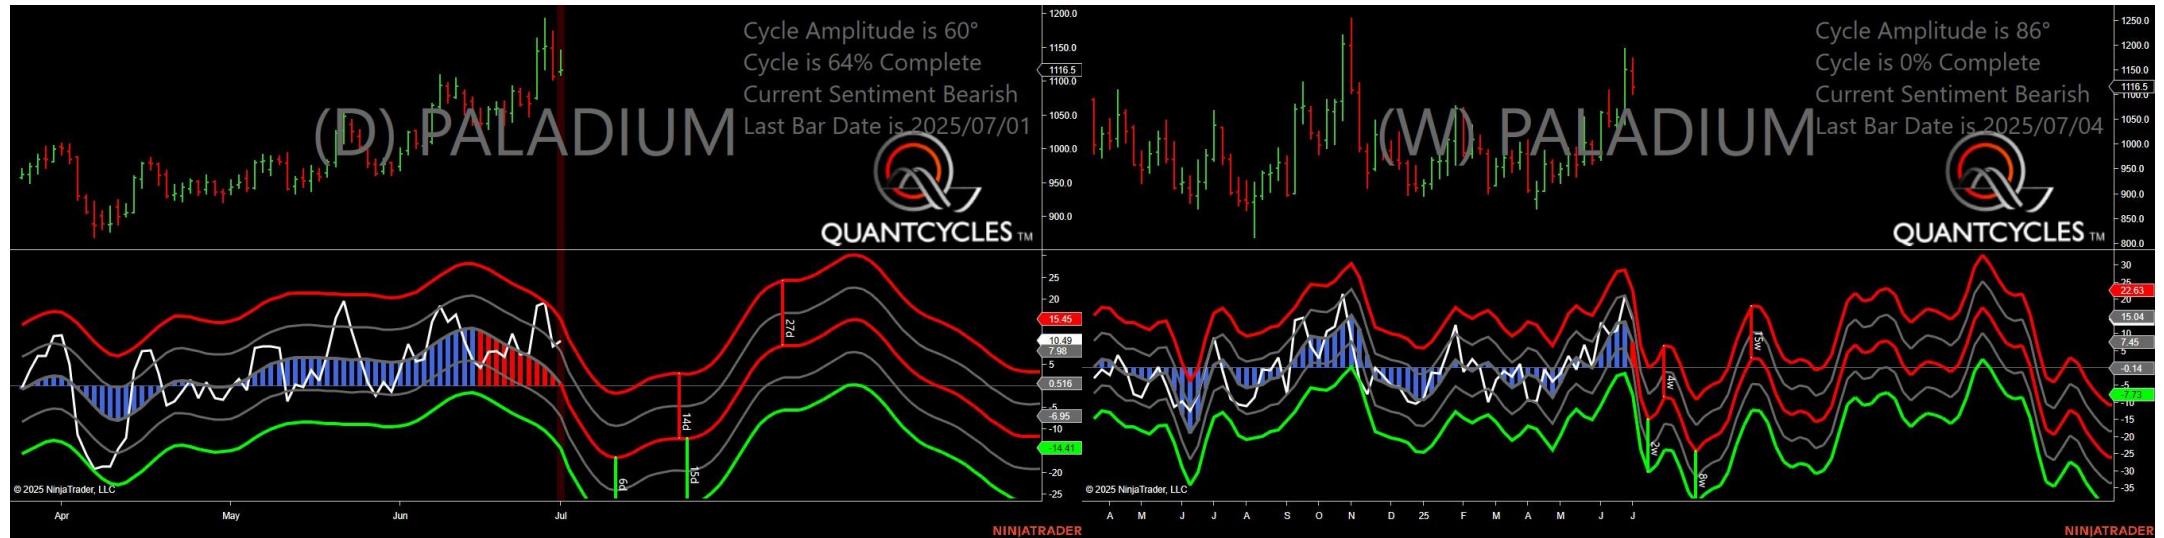 Cycle Amplitude is 60°
Cycle is 64% Complete
Current Sentiment Bearish
Last Bar Date is 2025/07/01
(D) PALADIUM
QUANTCYCLES TM
1200.0
1150.0
1116.5
1100.0
1050.0
1000.0
950.0
900.0
25
20
15.45
10.49
7.98
5
0.516
-5
-6.95
-10
-14.41
-20
-25
6d
14d
15d
27d
© 2025 NinjaTrader, LLC
Apr May Jun Jul
NINJATRADER
Cycle Amplitude is 86°
Cycle is 0% Complete
Current Sentiment Bearish
Last Bar Date is 2025/07/04
(W) PALADIUM
QUANTCYCLES TM
1250.0
1200.0
1150.0
1116.5
1100.0
1050.0
1000.0
950.0
900.0
850.0
800.0
30
25
22.63
20
15.04
7.45
5
-0.14
-5
-7.73
-10
-15
-20
-25
-30
-35
2w
4w
8w
15w
© 2025 NinjaTrader, LLC
A M J J A S O N D 25 F M A M J J
NINJATRADER